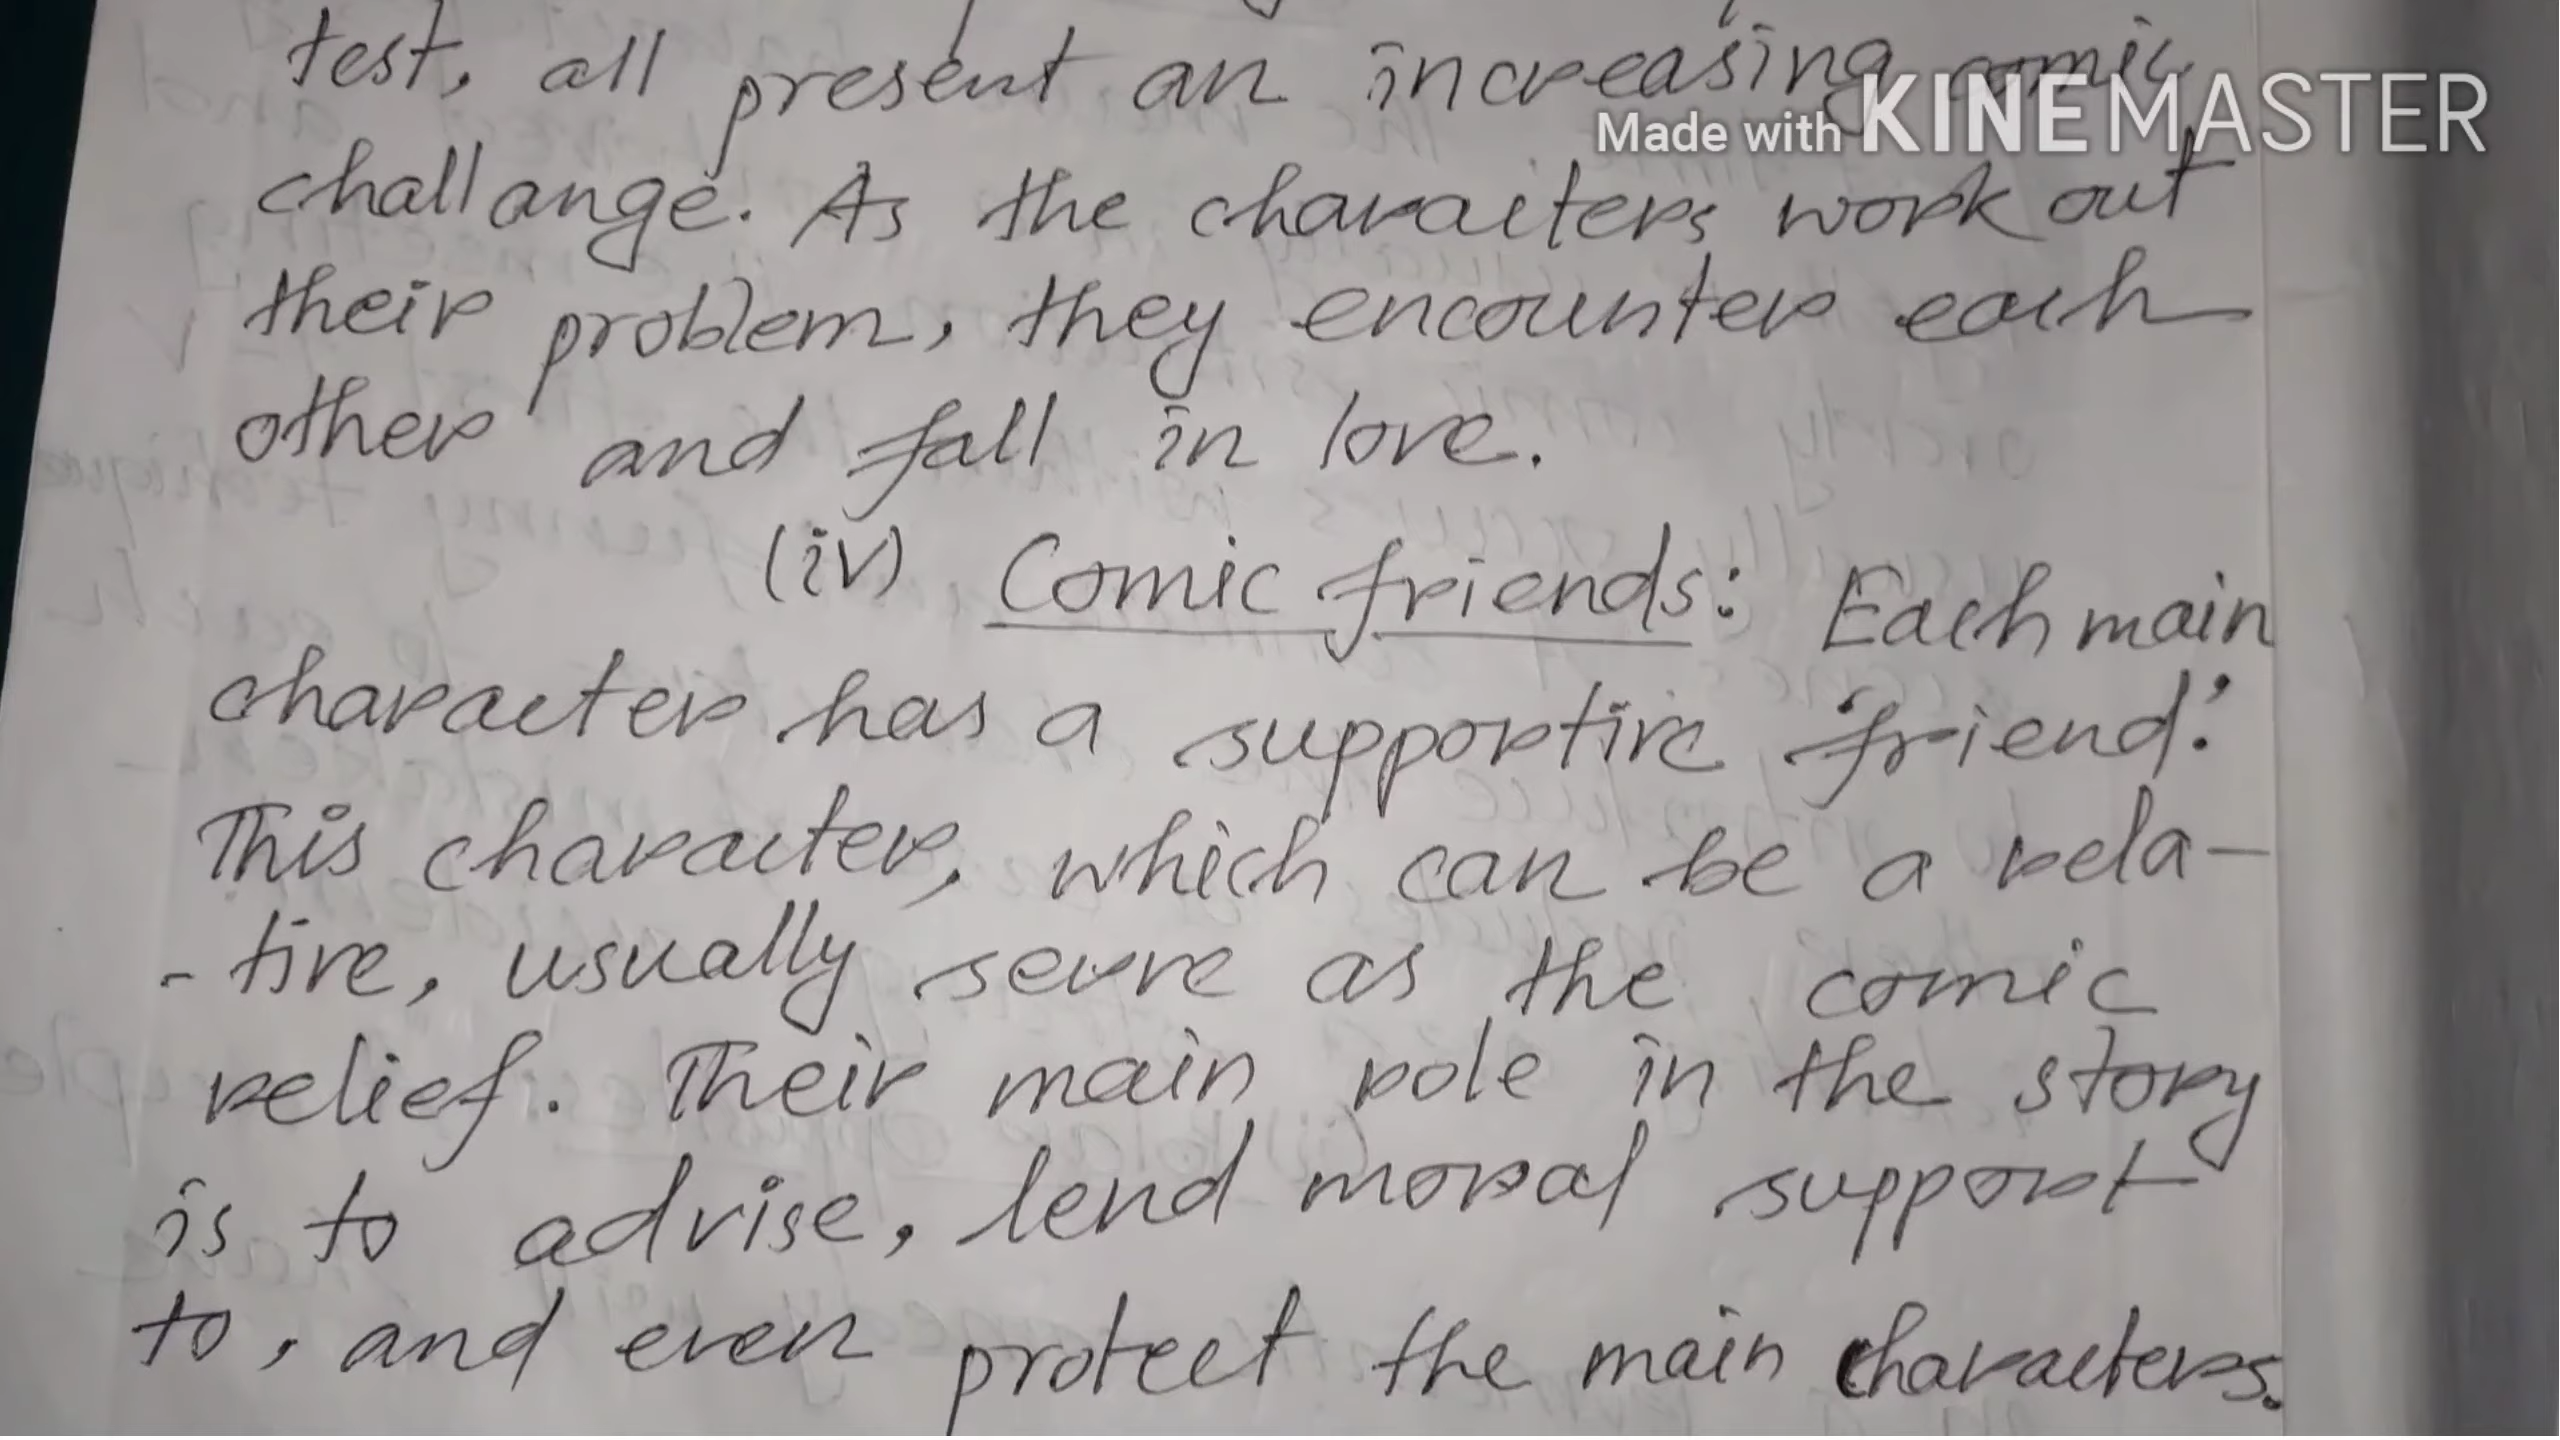 test, all present an increasing comic
Made with KINEMASTER
challange. As the characters work out
their problem, they encounter each
other and fall in love.
(iv) Comic friends: Each main
character has a supportive 'friend'.
This character, which can be a rela-
-tive, usually serve as the comic
relief. Their main role in the story
is to advise, lend moral support
to, and even protect the main characters.